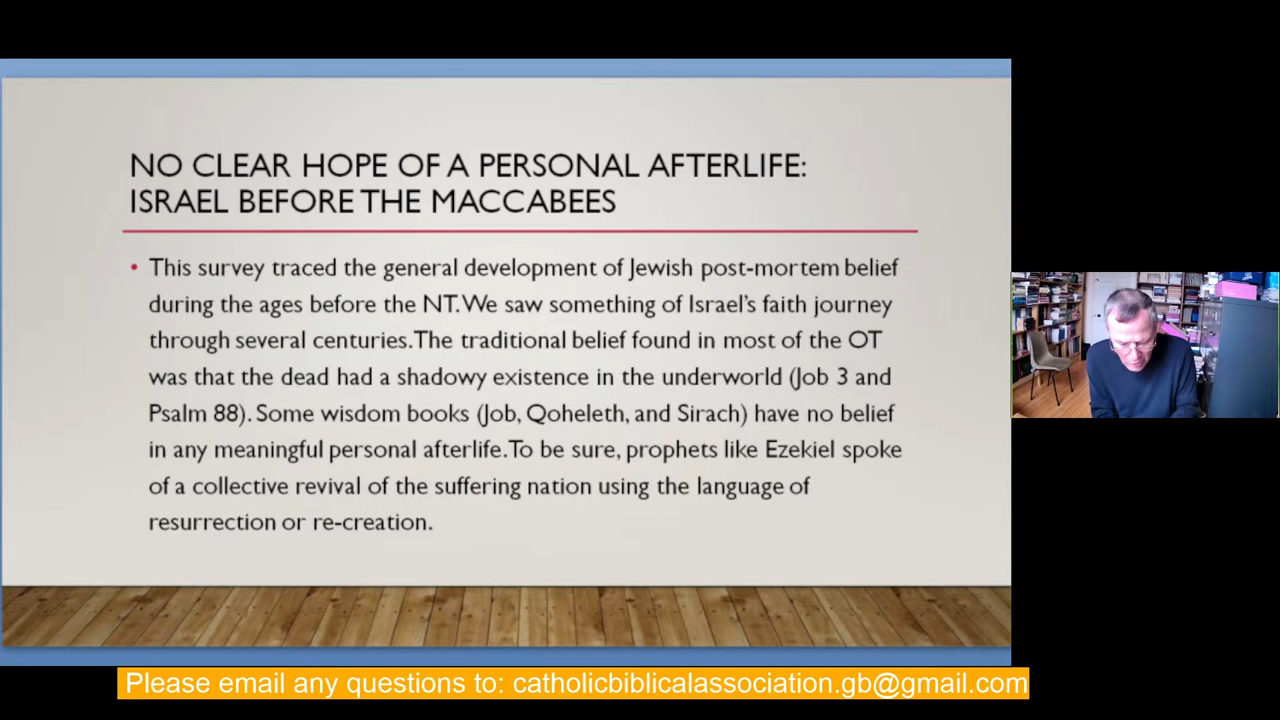 NO CLEAR HOPE OF A PERSONAL AFTERLIFE:
ISRAEL BEFORE THE MACCABEES
• This survey traced the general development of Jewish post-mortem belief
during the ages before the NT. We saw something of Israel's faith journey
through several centuries. The traditional belief found in most of the OT
was that the dead had a shadowy existence in the underworld (Job 3 and
Psalm 88). Some wisdom books (Job, Qoheleth, and Sirach) have no belief
in any meaningful personal afterlife. To be sure, prophets like Ezekiel spoke
of a collective revival of the suffering nation using the language of
resurrection or re-creation.
Please email any questions to: catholicbiblicalassociation.gb@gmail.com